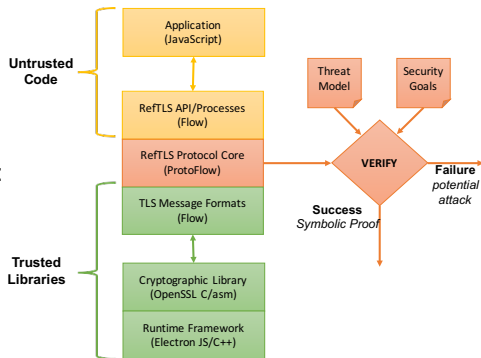 Application
(JavaScript)
Untrusted
Code
RefTLS API/Processes
(Flow)
RefTLS Protocol Core
(ProtoFlow)
TLS Message Formats
(Flow)
Trusted
Libraries
Cryptographic Library
(OpenSSL C/asm)
Runtime Framework
(Electron JS/C++)
Threat
Model
Security
Goals
VERIFY
Failure
potential
attack
Success
Symbolic Proof